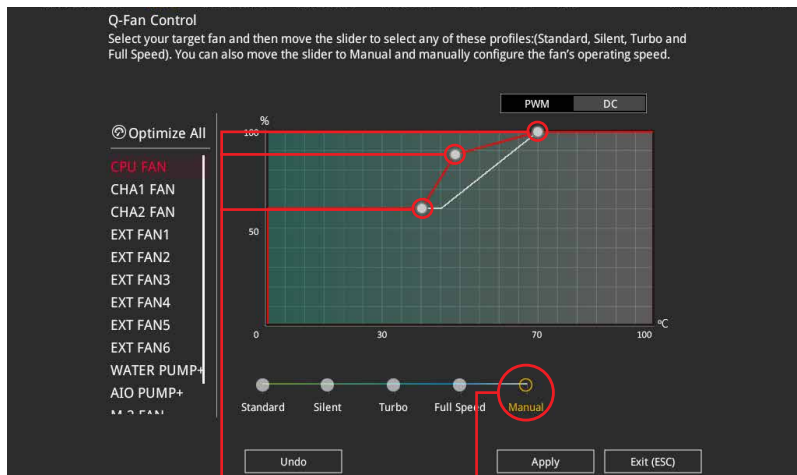 Q-Fan Control
Select your target fan and then move the slider to select any of these profiles:(Standard, Silent, Turbo and
Full Speed). You can also move the slider to Manual and manually configure the fan's operating speed.
PWM DC
%
Optimize All
100
CPU FAN
CHA1 FAN
CHA2 FAN
50
EXT FAN1
EXT FAN2
EXT FAN3
EXT FAN4
EXT FAN5
0 30 70 100 ºC
EXT FAN6
WATER PUMP+
AIO PUMP+
M.2 FAN
Standard Silent Turbo Full Speed Manual
Undo Apply Exit (ESC)